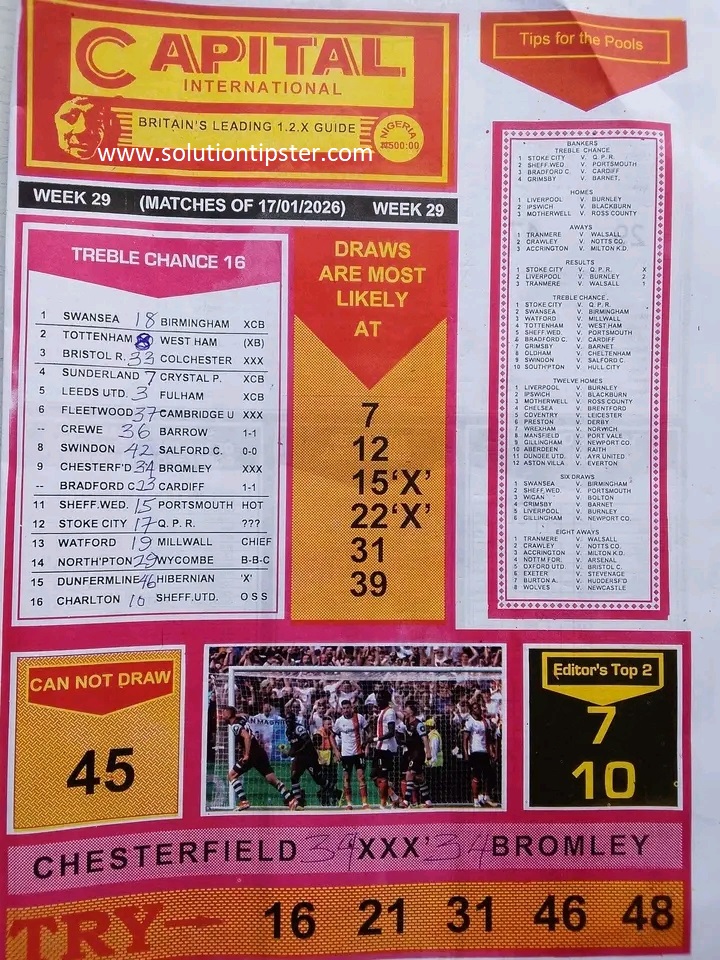 CAPITAL
INTERNATIONAL
BRITAIN'S LEADING 1.2.X GUIDE
NIGERIA
₦500:00
www.solutiontipster.com
WEEK 29 (MATCHES OF 17/01/2026) WEEK 29
TREBLE CHANCE 16
1 SWANSEA 18 BIRMINGHAM XCB
2 TOTTENHAM WEST HAM (XB)
3 BRISTOL R. 33 COLCHESTER XXX
4 SUNDERLAND 7 CRYSTAL P. XCB
5 LEEDS UTD. 3 FULHAM XCB
6 FLEETWOOD 37 CAMBRIDGE U XXX
-- CREWE 36 BARROW 1-1
8 SWINDON 42 SALFORD C. 0-0
9 CHESTERF'D 34 BROMLEY XXX
-- BRADFORD C. 23 CARDIFF 1-1
11 SHEFF.WED. 15 PORTSMOUTH HOT
12 STOKE CITY 17 Q. P. R. ???
13 WATFORD 19 MILLWALL CHIEF
14 NORTH'PTON 29 WYCOMBE B-B-C
15 DUNFERMLINE 46 HIBERNIAN 'X'
16 CHARLTON 10 SHEFF.UTD. O S S
DRAWS
ARE MOST
LIKELY
AT
7
12
15'X'
22'X'
31
39
Tips for the Pools
BANKERS
TREBLE CHANCE
1 STOKE CITY V. Q. P. R.
2 SHEFF.WED V. PORTSMOUTH
3 BRADFORD C. V. CARDIFF
4 GRIMSBY V. BARNET,
HOMES
1 LIVERPOOL V. BURNLEY
2 IPSWICH V. BLACKBURN
3 MOTHERWELL V. ROSS COUNTY
AWAYS
1 TRANMERE V. WALSALL
2 CRAWLEY V. NOTTS CO.
3 ACCRINGTON V. MILTON K.D.
RESULTS
1 STOKE CITY V. Q. P. R. X
2 LIVERPOOL V. BURNLEY 2
3 TRANMERE V. WALSALL 1
TREBLE CHANCE.
1 STOKE CITY V. Q. P. R.
2 SWANSEA V. BIRMINGHAM
3 WATFORD V. MILLWALL
4 TOTTENHAM V. WEST HAM
5 SHEFF.WED. V. PORTSMOUTH
6 BRADFORD C. V. CARDIFF
7 GRIMSBY V. BARNET
8 OLDHAM V. CHELTENHAM
9 SWINDON V. SALFORD C.
10 SOUTH'PTON V. HULL CITY
TWELVE HOMES
1 LIVERPOOL V. BURNLEY
2 IPSWICH V. BLACKBURN
3 MOTHERWELL V. ROSS COUNTY
4 CHELSEA V. BRENTFORD
5 COVENTRY V. LEICESTER
6 PRESTON V. DERBY
7 WREXHAM V. NORWICH
8 MANSFIELD V. PORT VALE
9 GILLINGHAM V. NEWPORT CO.
10 ABERDEEN V. RAITH
11 DUNDEE UTD. V. AYR UNITED
12 ASTON VILLA V. EVERTON
SIX DRAWS
1 SWANSEA V. BIRMINGHAM
2 SHEFF.WED. V. PORTSMOUTH
3 WIGAN V. BOLTON
4 GRIMSBY V. BARNET
5 LIVERPOOL V. BURNLEY
6 GILLINGHAM V. NEWPORT CO.
EIGHT AWAYS
1 TRANMERE V. WALSALL
2 CRAWLEY V. NOTTS CO.
3 ACCRINGTON V. MILTON K.D.
4 NOTTM FOR. V. ARSENAL
5 OXFORD UTD. V. BRISTOL C.
6 EXETER V. STEVENAGE
7 BURTON A. V. HUDDERSF'D
8 WOLVES V. NEWCASTLE
CAN NOT DRAW
45
Editor's Top 2
7
10
CHESTERFIELD 34 XXX' 34 BROMLEY
TRY 16 21 31 46 48